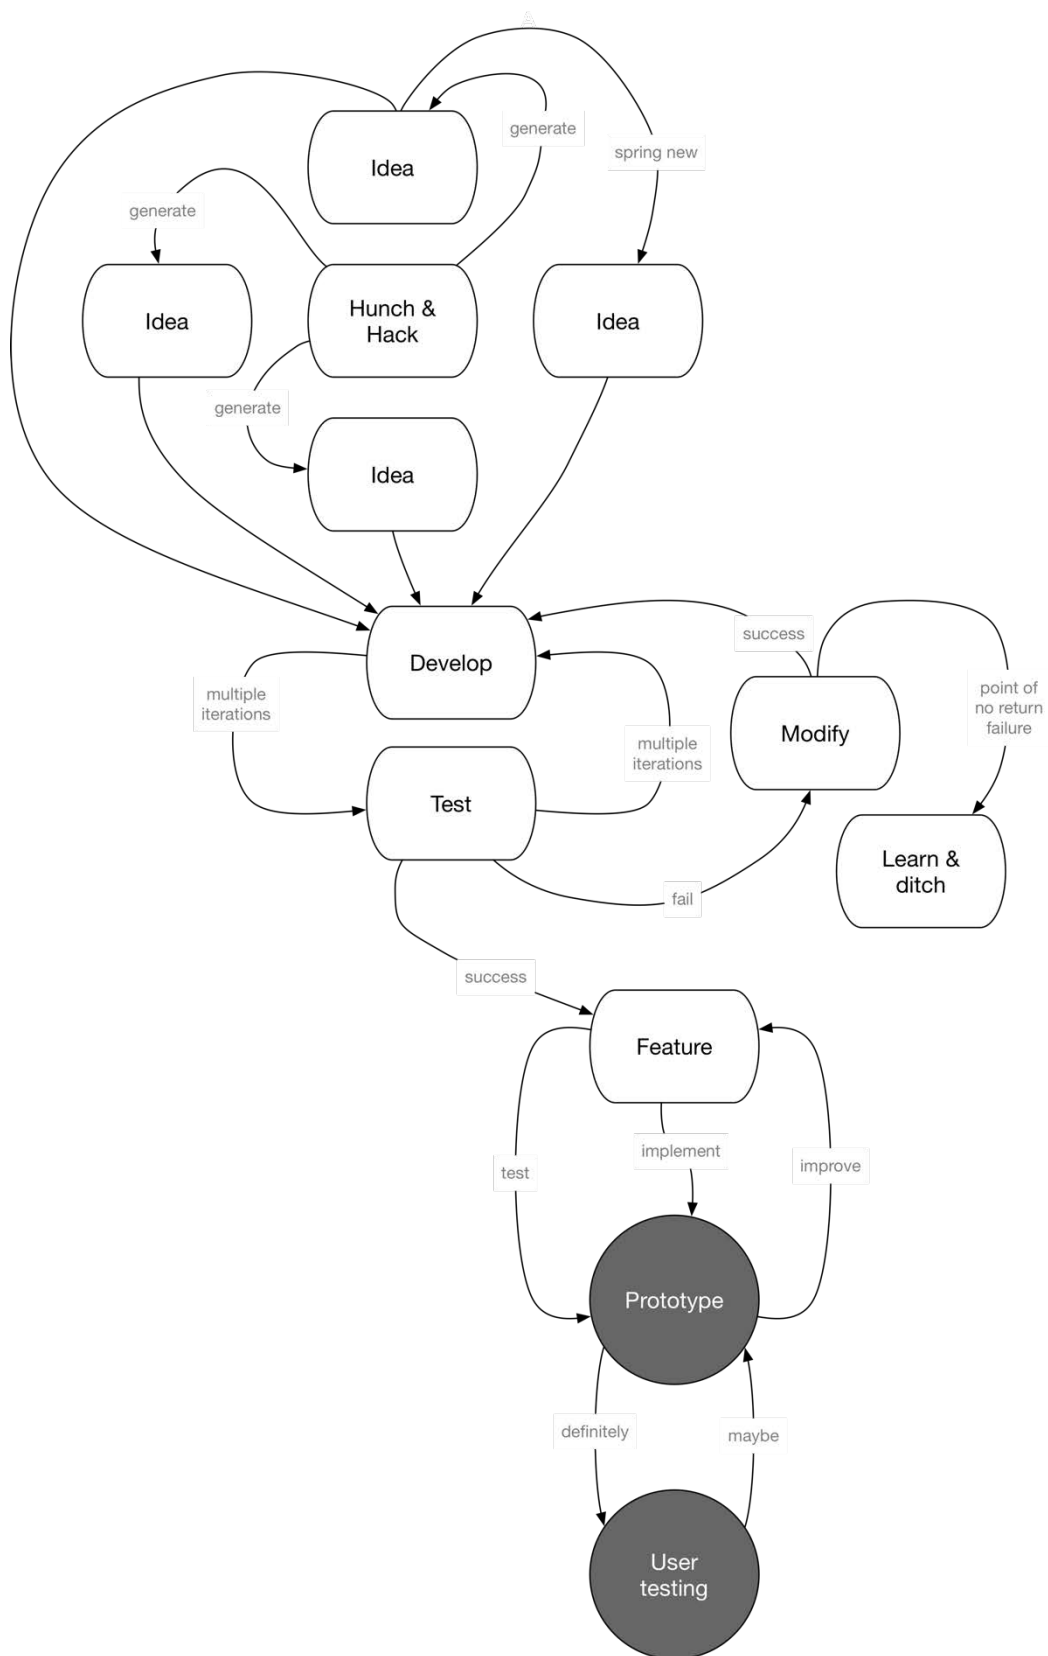 generate
Idea
spring new
generate
Idea
Hunch &
Hack
Idea
generate
Idea
success
Develop
multiple
iterations
point of
no return
failure
Modify
multiple
iterations
Test
Learn &
ditch
fail
success
Feature
implement
test
improve
Prototype
definitely
maybe
User
testing